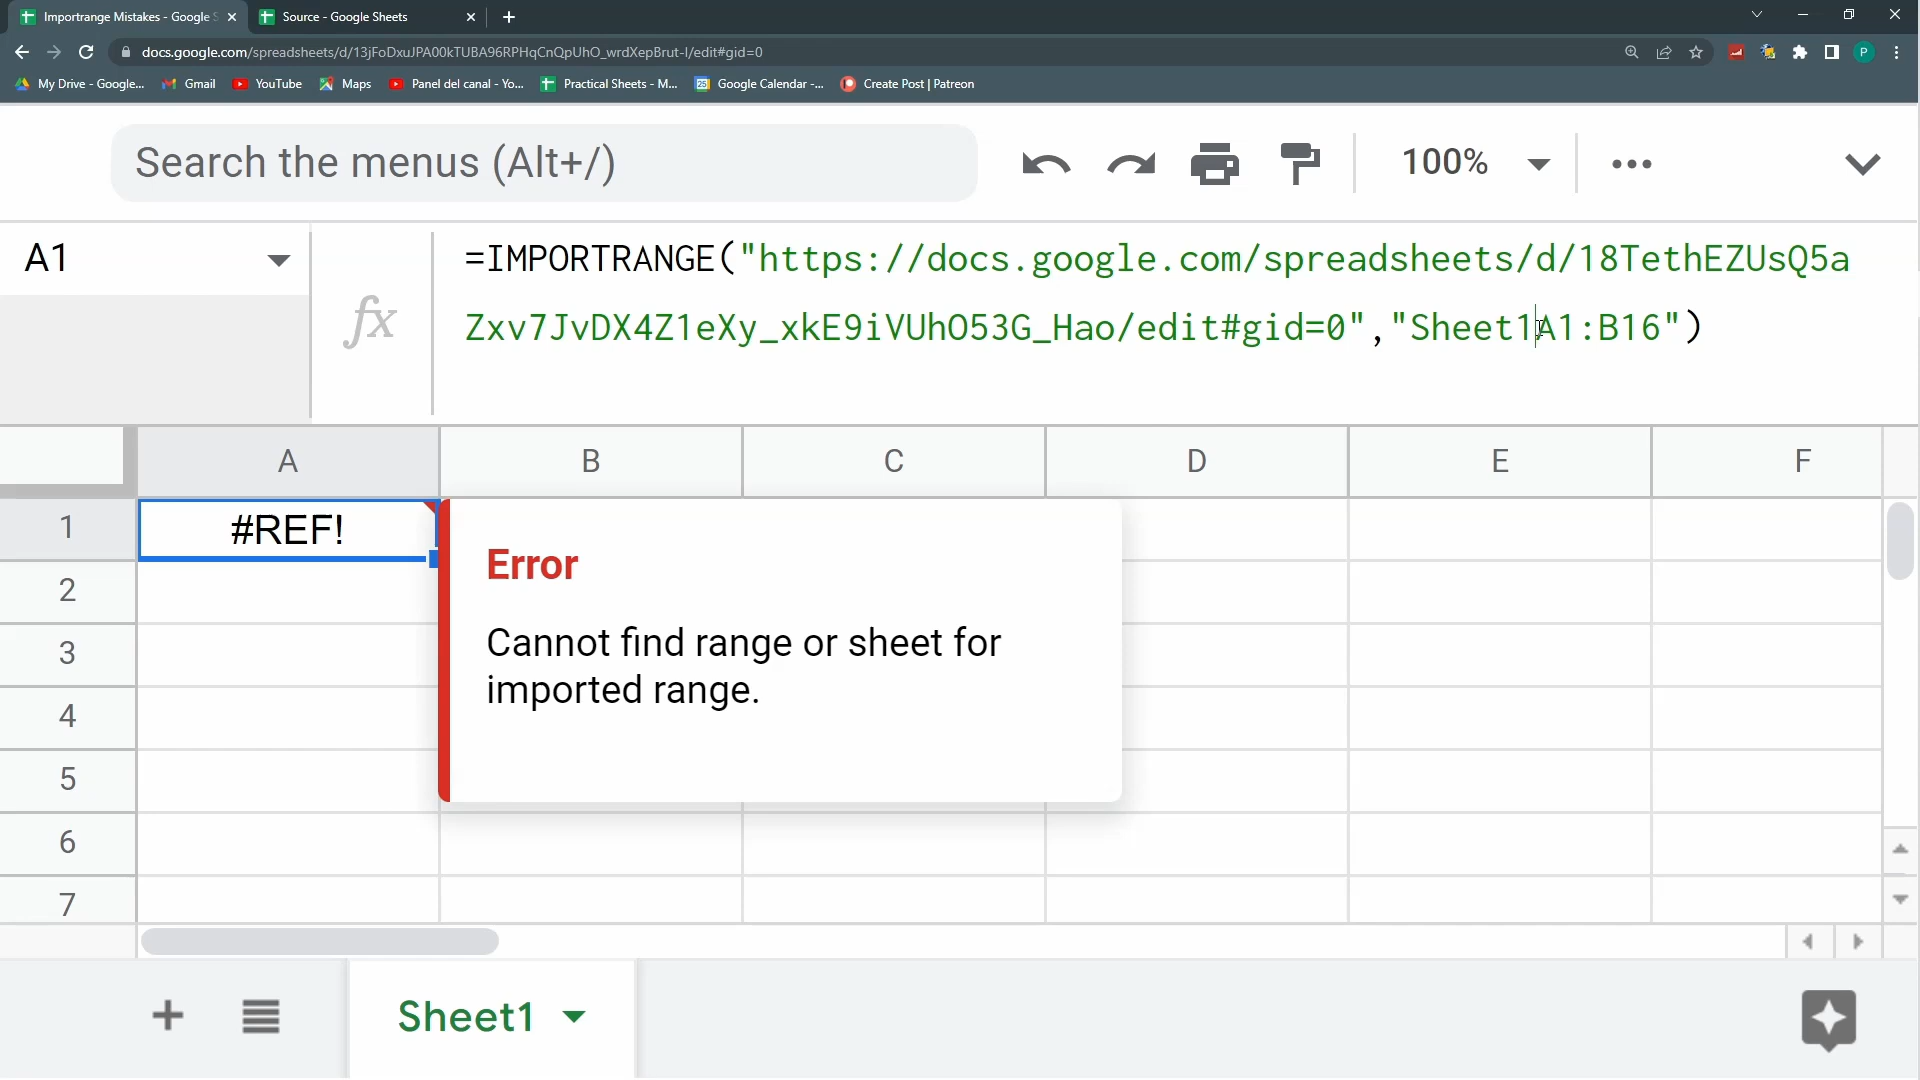 Importrange Mistakes - Google S
Source - Google Sheets
docs.google.com/spreadsheets/d/13jFoDxuJPA00kTUBA96RPHqCnQpUhO_wrdXepBrut-I/edit#gid=0
P
My Drive - Google...
Gmail
YouTube
Maps
Panel del canal - Yo...
Practical Sheets - M...
Google Calendar -...
Create Post | Patreon
Search the menus (Alt+/)
100%
A1
fx
=IMPORTRANGE("https://docs.google.com/spreadsheets/d/18TethEZUsQ5a
Zxv7JvDX4Z1eXy_xkE9iVUhO53G_Hao/edit#gid=0","Sheet1A1:B16")
A B C D E F
1 #REF!
Error
2
3
Cannot find range or sheet for
imported range.
4
5
6
7
Sheet1